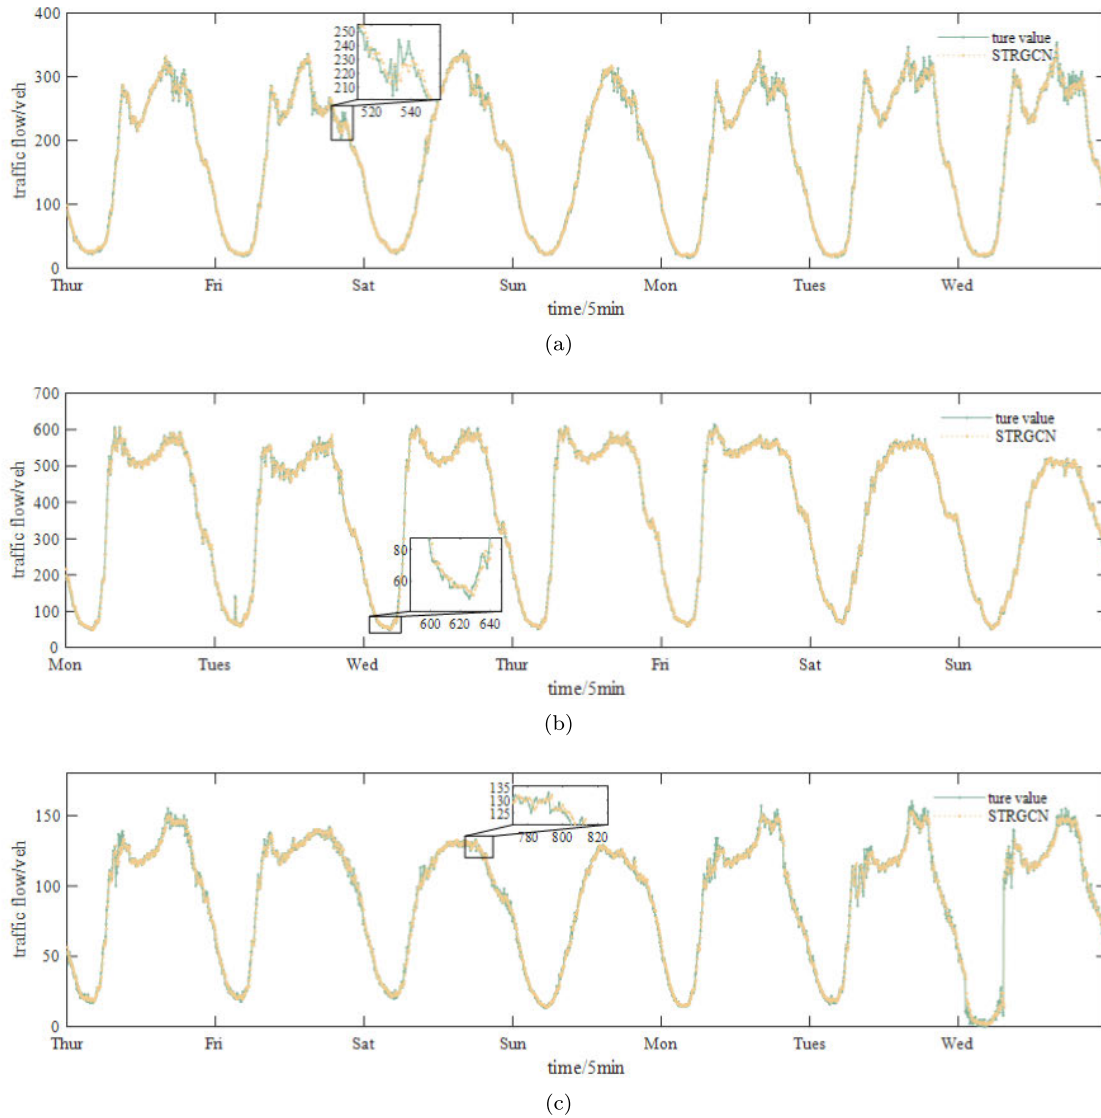 400
300
200
100
0
traffic flow/veh
250
240
230
220
210
520 540
ture value
STRGCN
Thur Fri Sat Sun Mon Tues Wed
time/5min
(a)
700
600
500
400
300
200
100
0
traffic flow/veh
ture value
STRGCN
80
60
600 620 640
Mon Tues Wed Thur Fri Sat Sun
time/5min
(b)
150
100
50
0
traffic flow/veh
135
130
125
780 800 820
ture value
STRGCN
Thur Fri Sat Sun Mon Tues Wed
time/5min
(c)